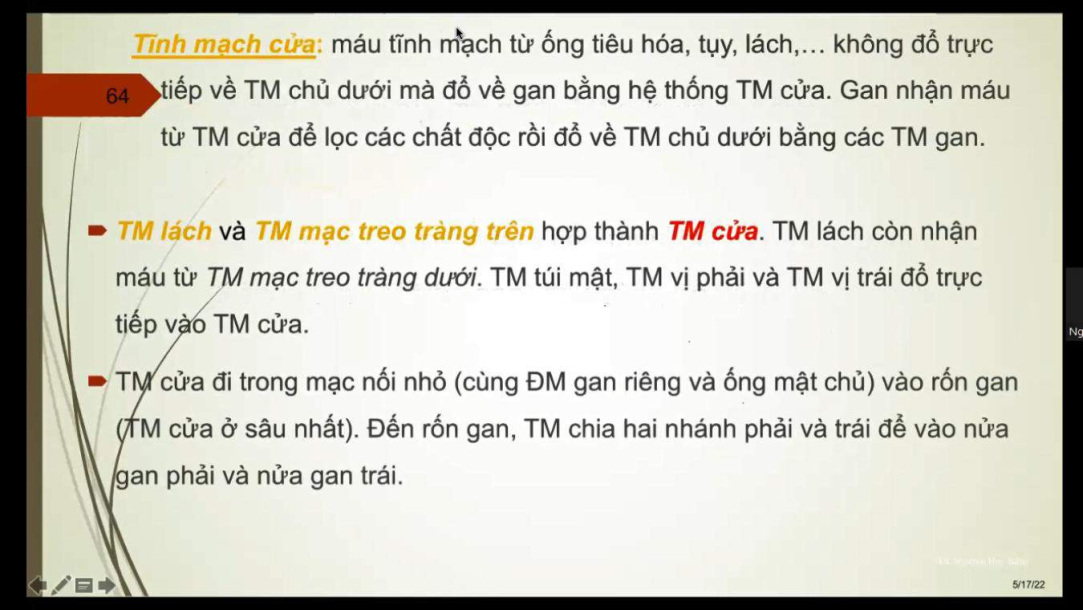 Tĩnh mạch cửa: máu tĩnh mạch từ ống tiêu hóa, tụy, lách,... không đổ trực
64
tiếp về TM chủ dưới mà đổ về gan bằng hệ thống TM cửa. Gan nhận máu
từ TM cửa để lọc các chất độc rồi đổ về TM chủ dưới bằng các TM gan.
TM lách và TM mạc treo tràng trên hợp thành TM cửa. TM lách còn nhận
máu từ TM mạc treo tràng dưới. TM túi mật, TM vị phải và TM vị trái đổ trực
tiếp vào TM cửa.
TM cửa đi trong mạc nối nhỏ (cùng ĐM gan riêng và ống mật chủ) vào rốn gan
(TM cửa ở sâu nhất). Đến rốn gan, TM chia hai nhánh phải và trái để vào nửa
gan phải và nửa gan trái.
Ng
5/17/22